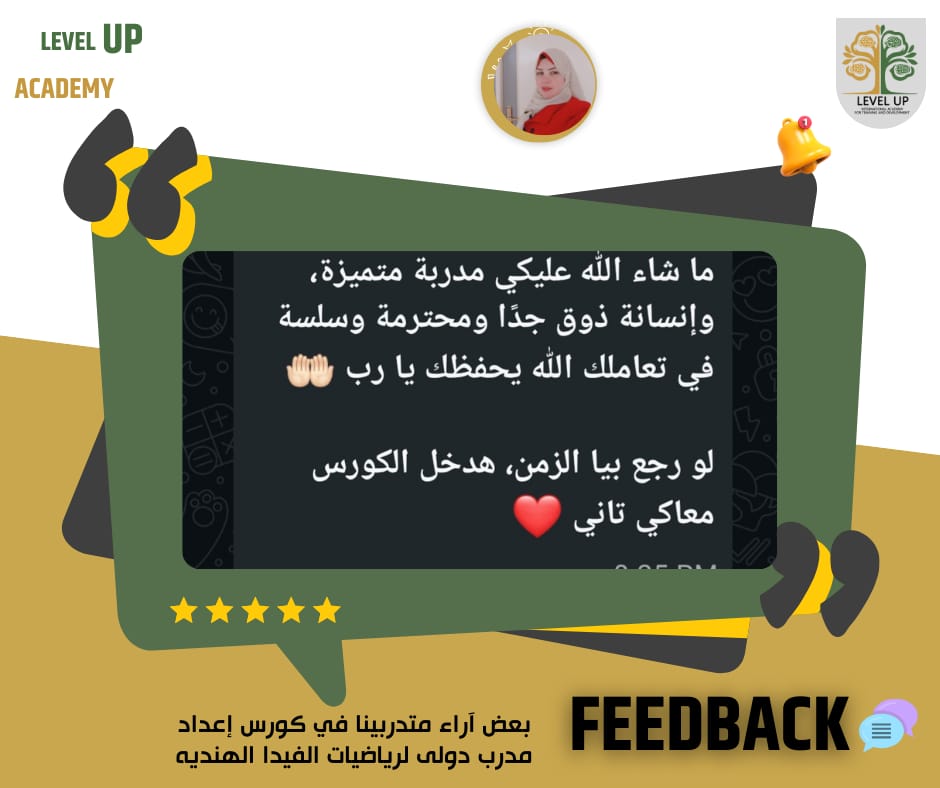 LEVEL UP
ACADEMY
LEVEL UP
INTERNATIONAL ACADEMY
FOR TRAINING AND DEVELOPMENT
1
ما شاء الله عليكي مدربة متميزة،
وإنسانة ذوق جدًا ومحترمة وسلسة
في تعاملك الله يحفظك يا رب 🤲🏻
لو رجع بيا الزمن، هدخل الكورس
معاكي تاني ❤️
FEEDBACK
بعض آراء متدربينا في كورس إعداد
مدرب دولى لرياضيات الفيدا الهنديه